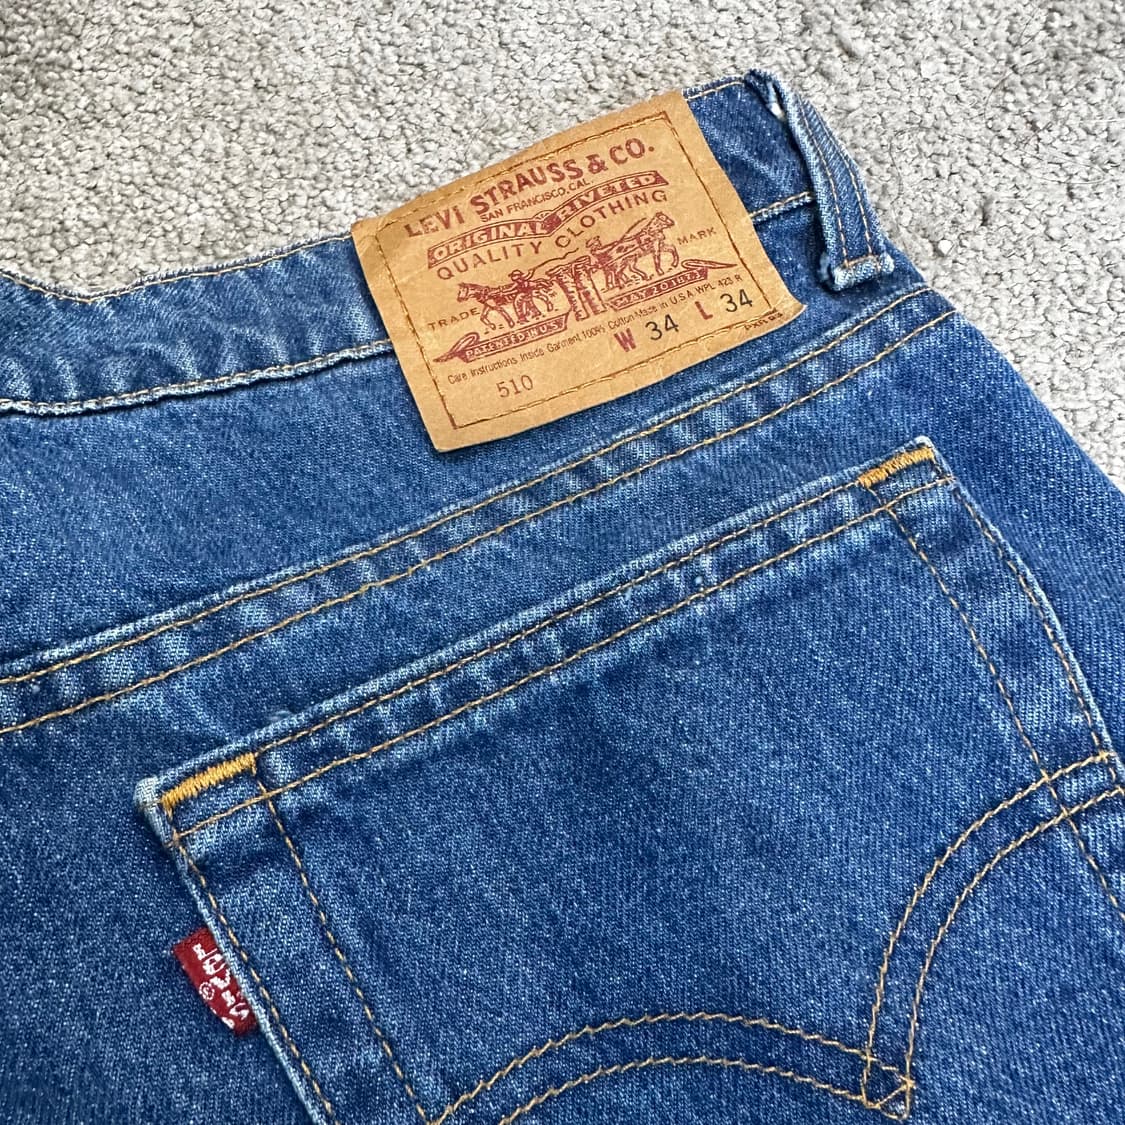 LEVI STRAUSS & CO.
SAN FRANCISCO, CAL.
ORIGINAL RIVETED
QUALITY CLOTHING
TRADE MARK
PATENTED IN U.S. MAY 20 1873
Care Instructions Inside Garment 100% Cotton Made in U.S.A. WPL 423 R
W 34 L 34
510
LEVI'S
®